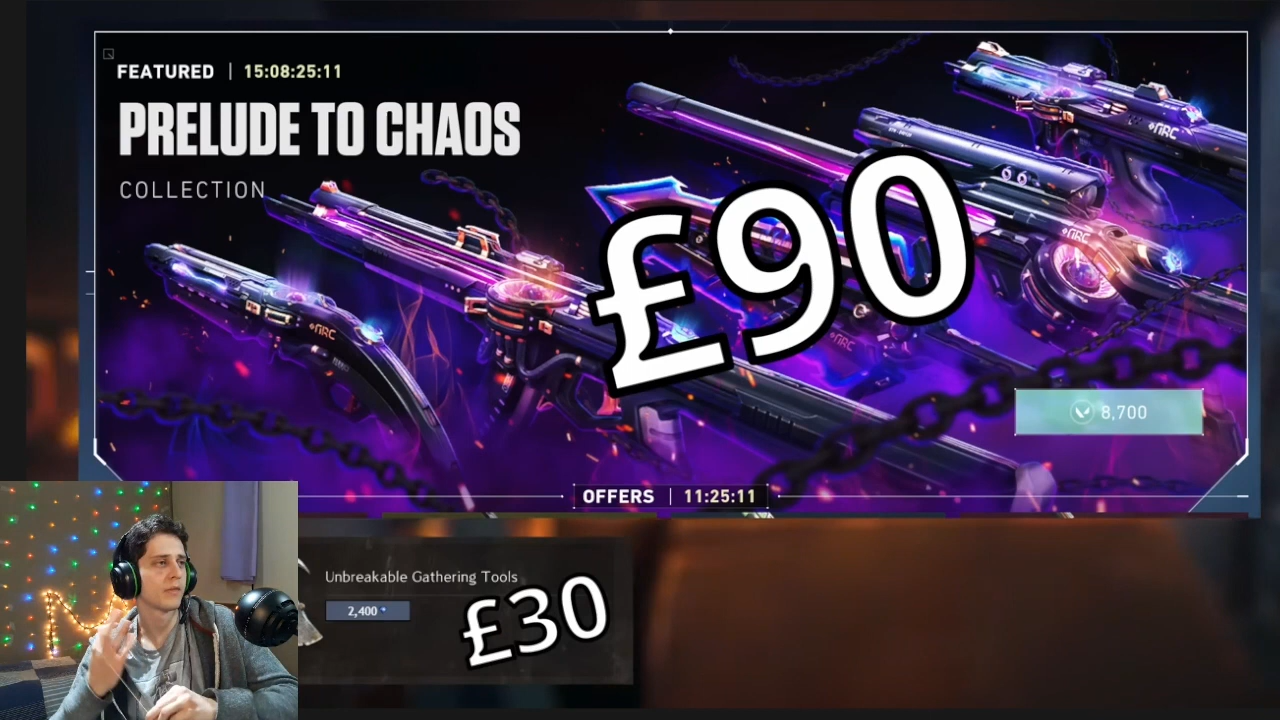 FEATURED | 15:08:25:11
PRELUDE TO CHAOS
COLLECTION
£90
8,700
OFFERS | 11:25:11
Unbreakable Gathering Tools
2,400
£30